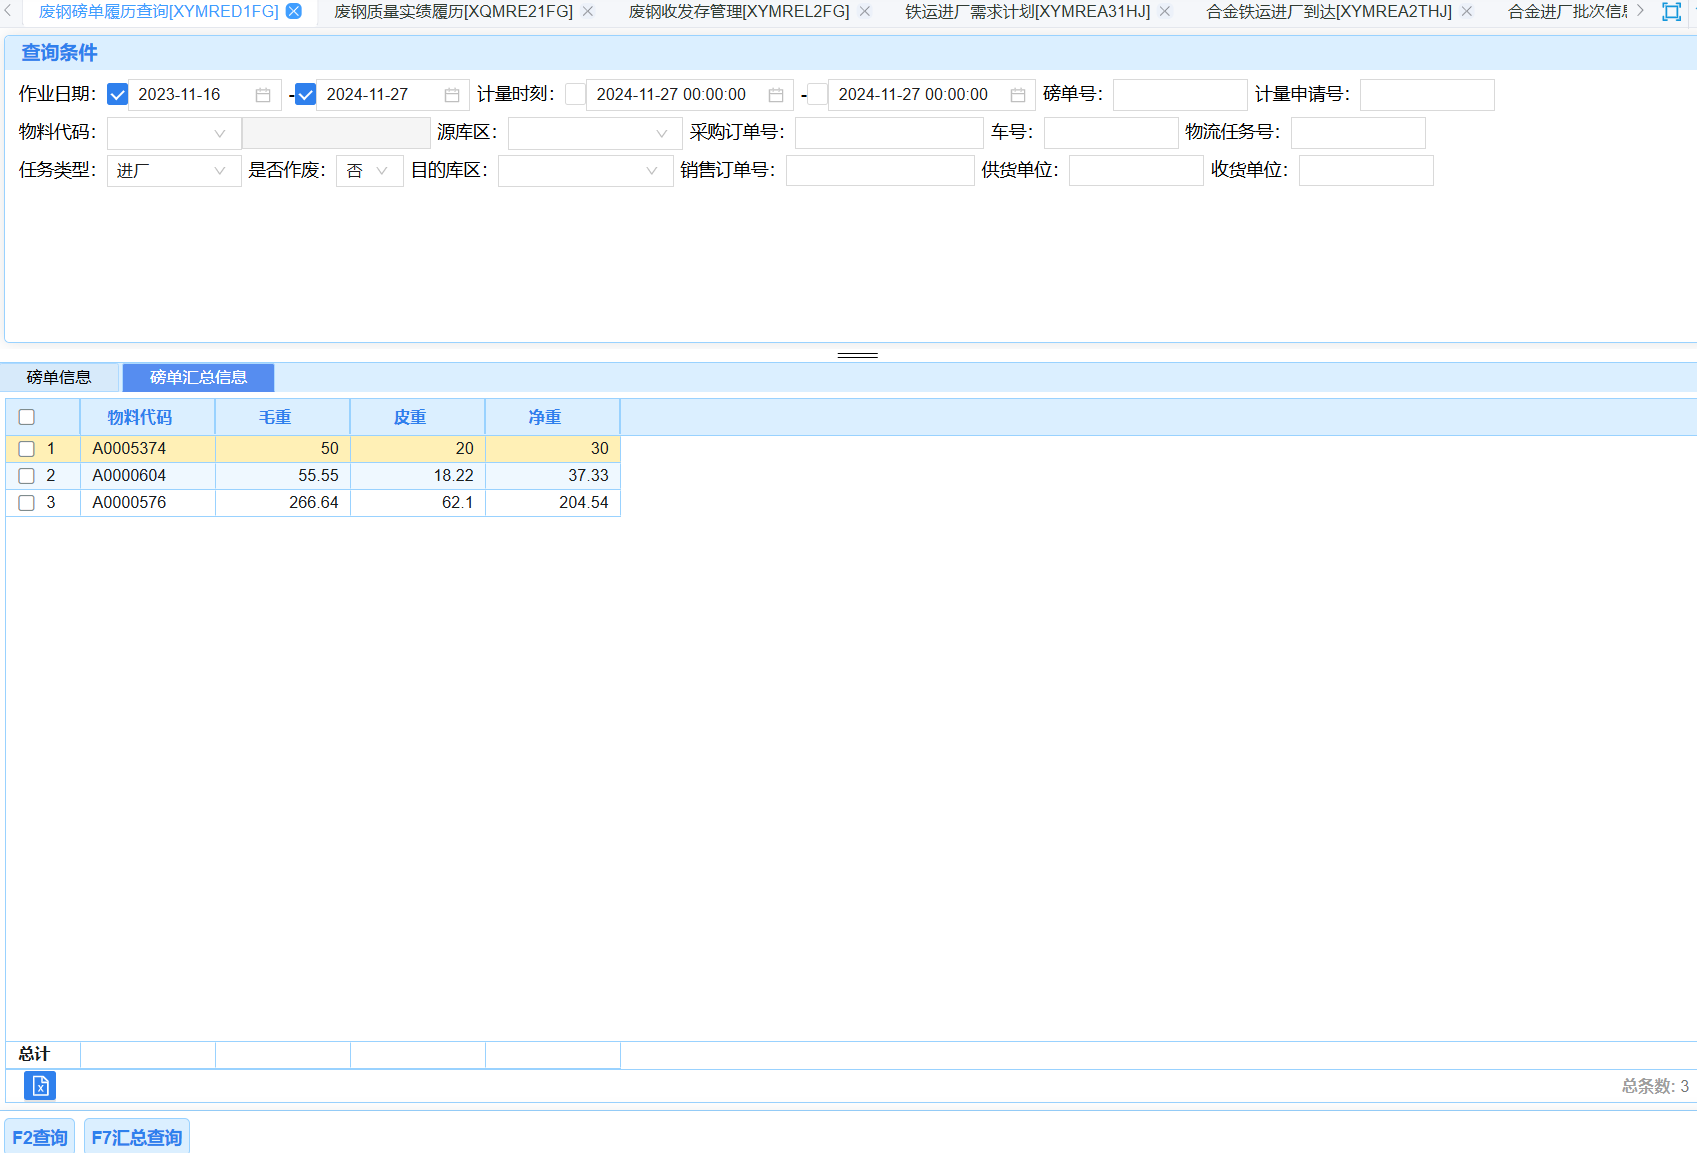 废钢磅单履历查询[XYMRED1FG] 废钢质量实绩履历[XQMRE21FG] 废钢收发存管理[XYMREL2FG] 铁运进厂需求计划[XYMREA31HJ] 合金铁运进厂到达[XYMREA2THJ] 合金进厂批次信息
查询条件
作业日期: 2023-11-16 - 2024-11-27 计量时刻: 2024-11-27 00:00:00 - 2024-11-27 00:00:00 磅单号: 计量申请号:
物料代码: 源库区: 采购订单号: 车号: 物流任务号:
任务类型: 进厂 是否作废: 否 目的库区: 销售订单号: 供货单位: 收货单位:
磅单信息 磅单汇总信息
物料代码 毛重 皮重 净重
1 A0005374 50 20 30
2 A0000604 55.55 18.22 37.33
3 A0000576 266.64 62.1 204.54
总计
总条数: 3
F2查询 F7汇总查询